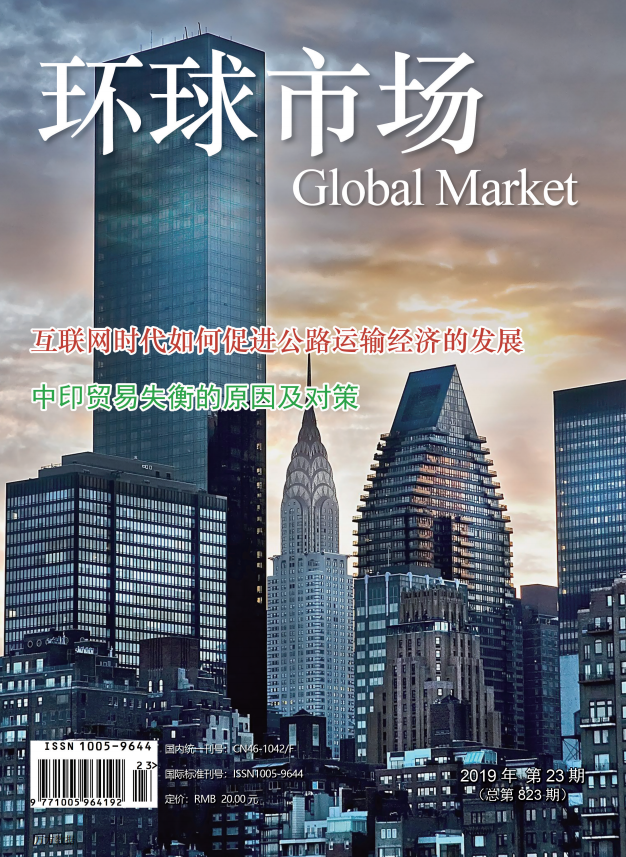 环球市场
Global Market
互联网时代如何促进公路运输经济的发展
中印贸易失衡的原因及对策
ISSN 1005-9644
23>
9 771005 964192
国内统一刊号：CN46-1042/F
国际标准刊号：ISSN1005-9644
定价：RMB 20.00 元
2019 年 第 23 期
（总第 823 期）